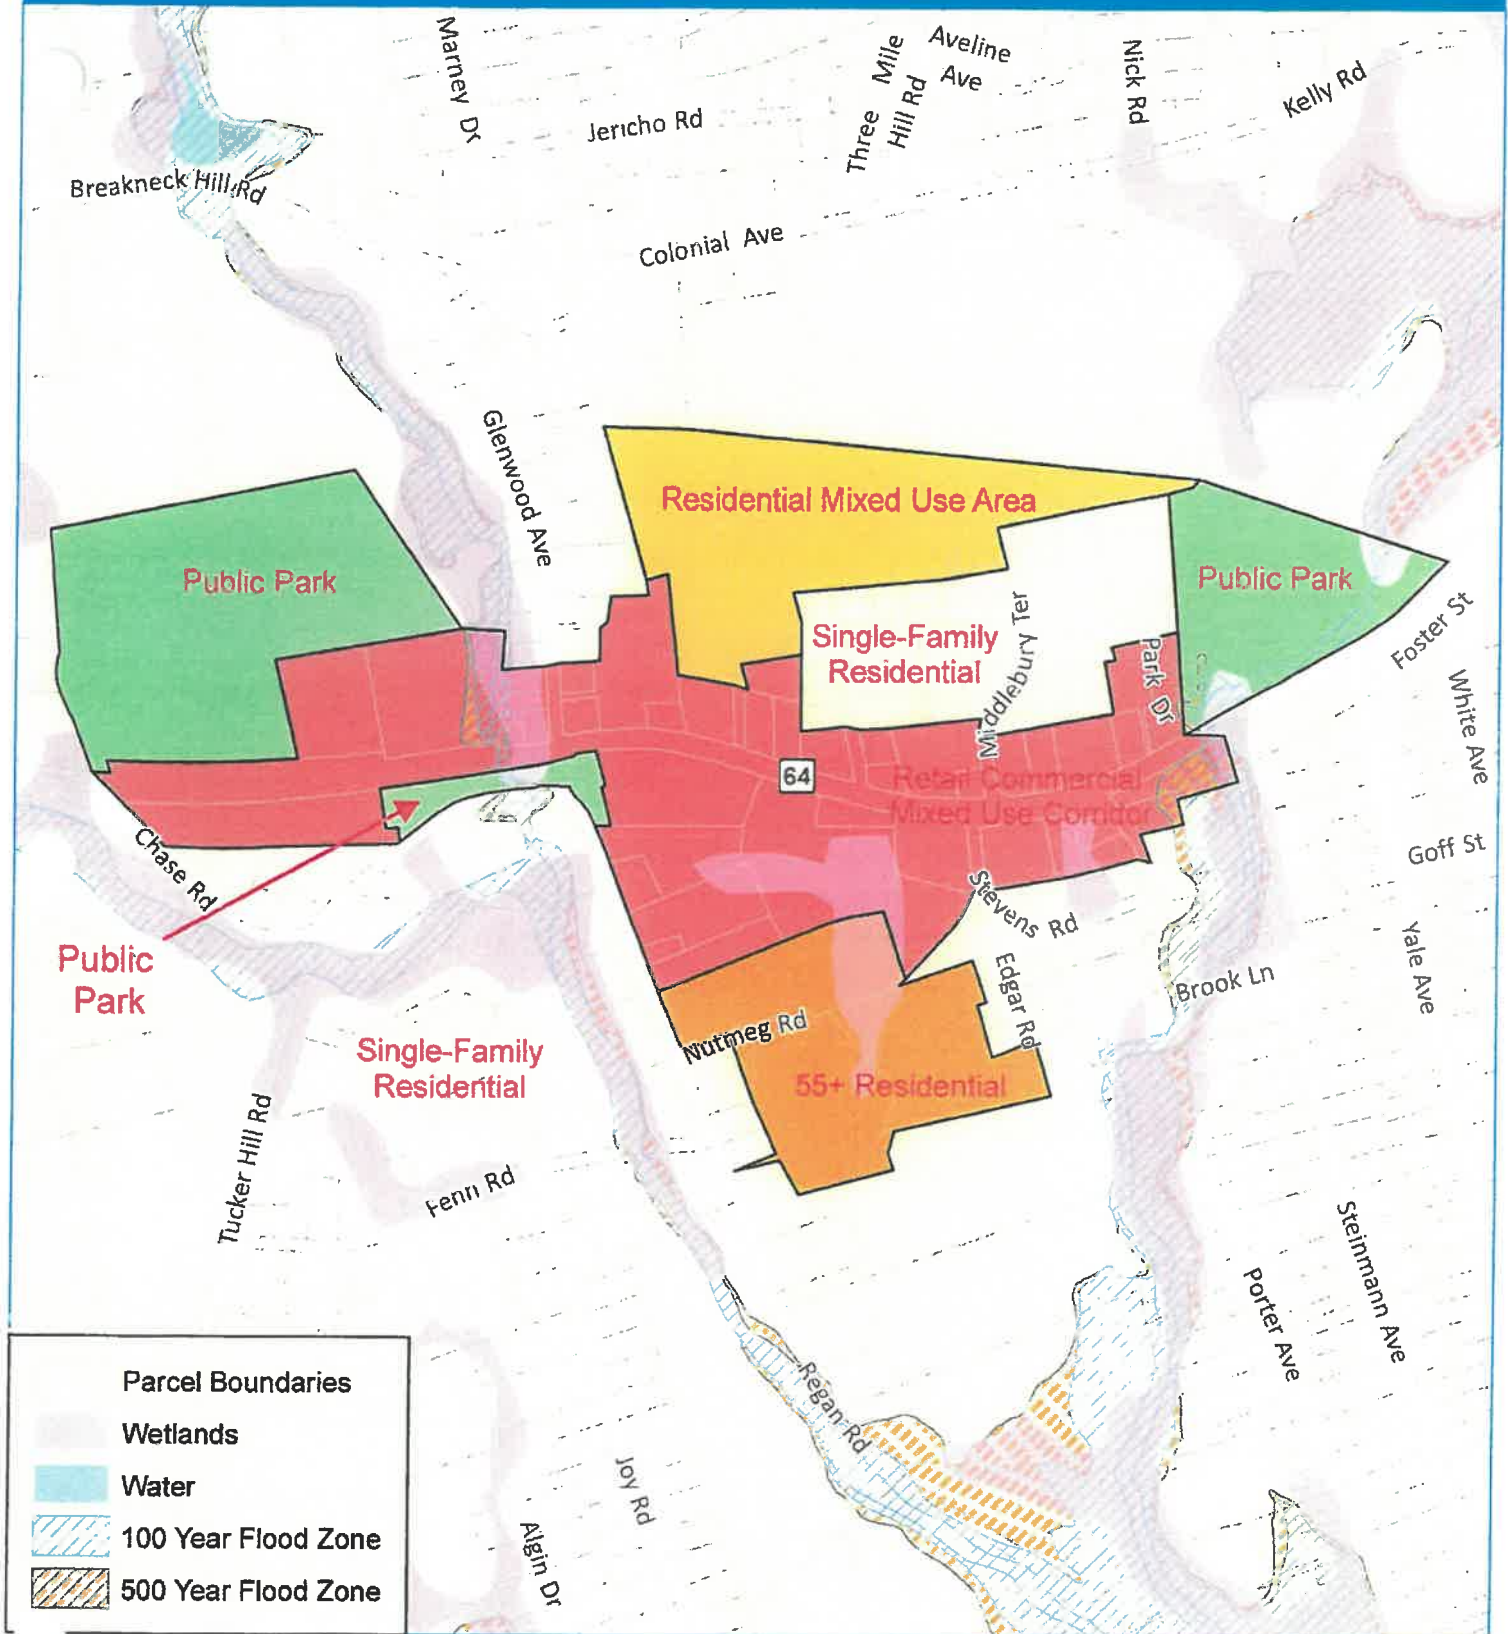 Marney Dr
Jericho Rd
Three Mile
Hill Rd
Aveline
Ave
Nick Rd
Kelly Rd
Breakneck Hill Rd
Colonial Ave
Glenwood Ave
Residential Mixed Use Area
Public Park
Public Park
Single-Family
Residential
Middlebury Ter
Park Dr
Foster St
White Ave
64
Retail Commercial
Mixed Use Corridor
Chase Rd
Goff St
Stevens Rd
Public
Park
Yale Ave
Edgar Rd
Brook Ln
Nutmeg Rd
Single-Family
Residential
55+ Residential
Tucker Hill Rd
Fenn Rd
Steinmann Ave
Porter Ave
Regan Rd
Joy Rd
Algin Dr
Parcel Boundaries
Wetlands
Water
100 Year Flood Zone
500 Year Flood Zone